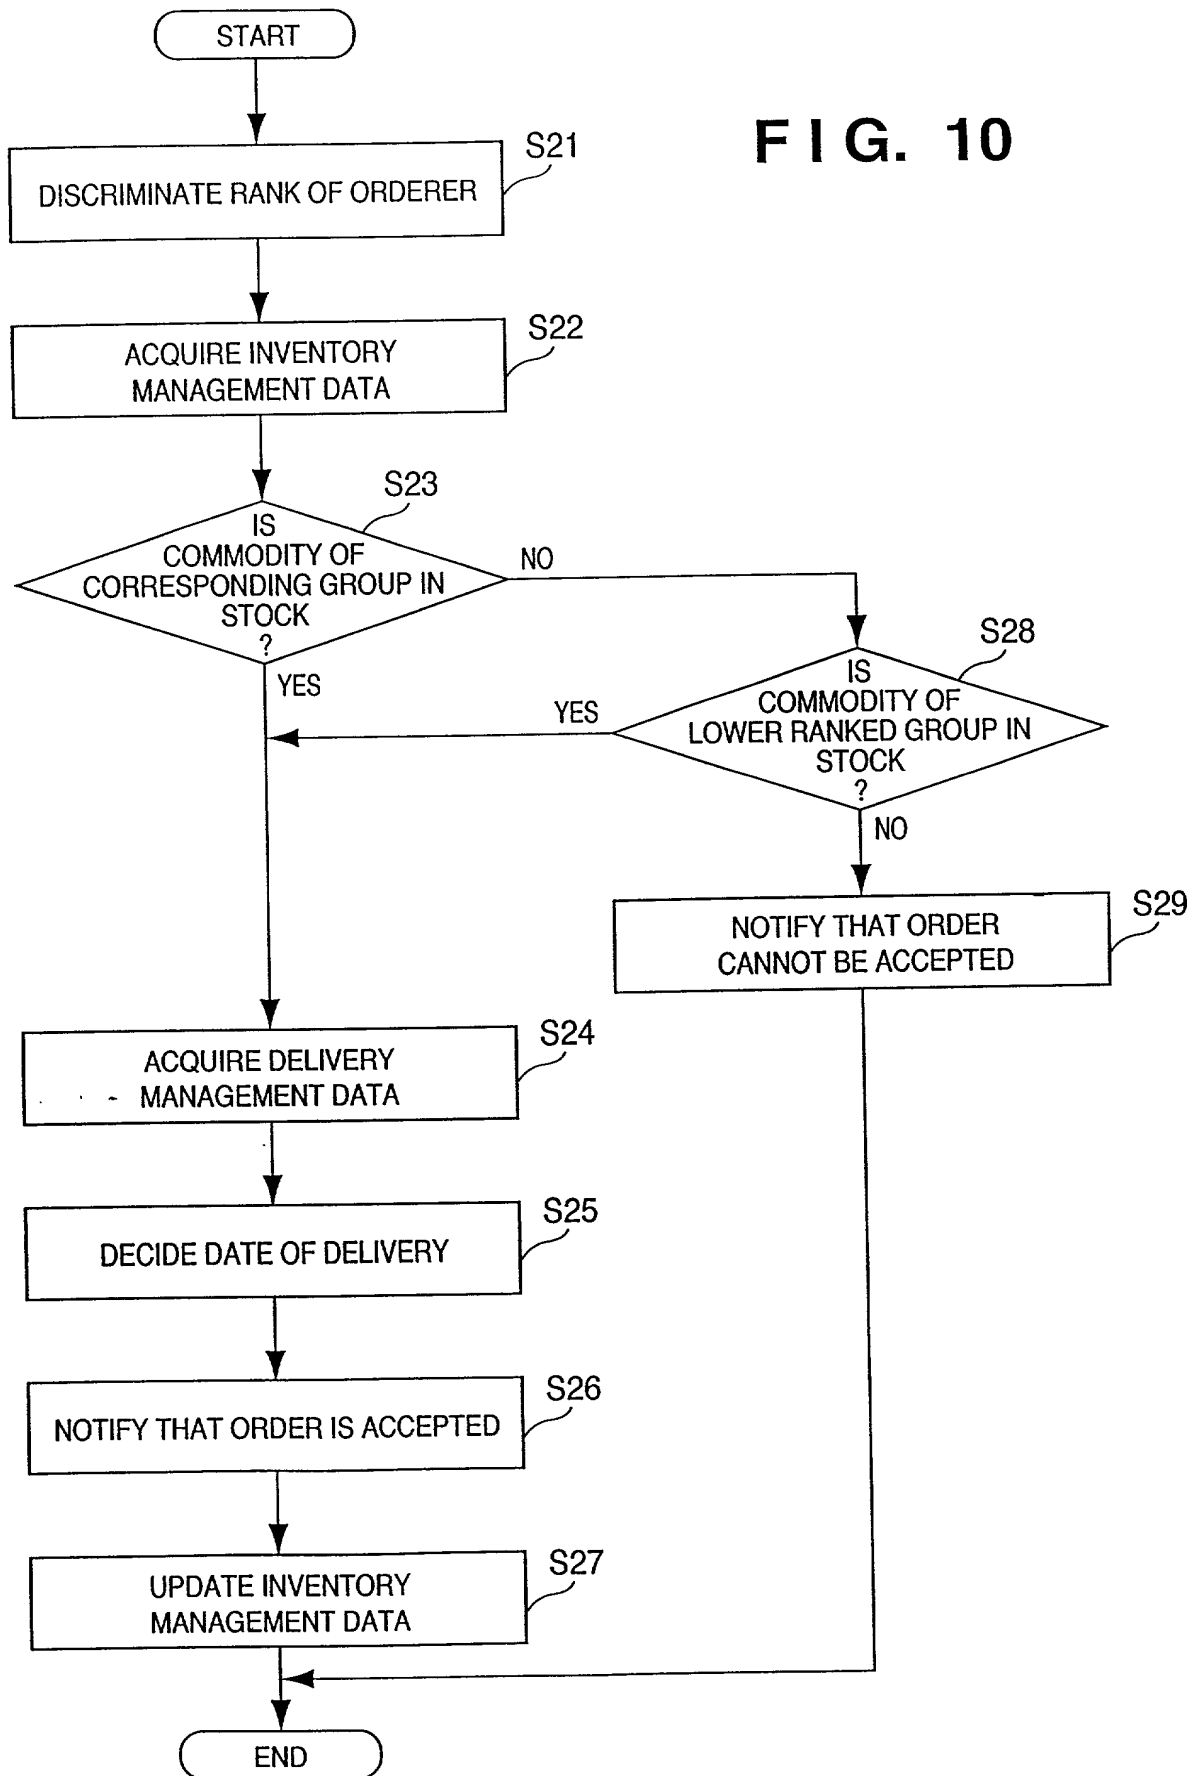 START
FIG. 10
S21
DISCRIMINATE RANK OF ORDERER
S22
ACQUIRE INVENTORY
MANAGEMENT DATA
S23
IS
COMMODITY OF
CORRESPONDING GROUP IN
STOCK
?
NO
YES
S28
IS
COMMODITY OF
LOWER RANKED GROUP IN
STOCK
?
YES
NO
S29
NOTIFY THAT ORDER
CANNOT BE ACCEPTED
S24
ACQUIRE DELIVERY
MANAGEMENT DATA
S25
DECIDE DATE OF DELIVERY
S26
NOTIFY THAT ORDER IS ACCEPTED
S27
UPDATE INVENTORY
MANAGEMENT DATA
END